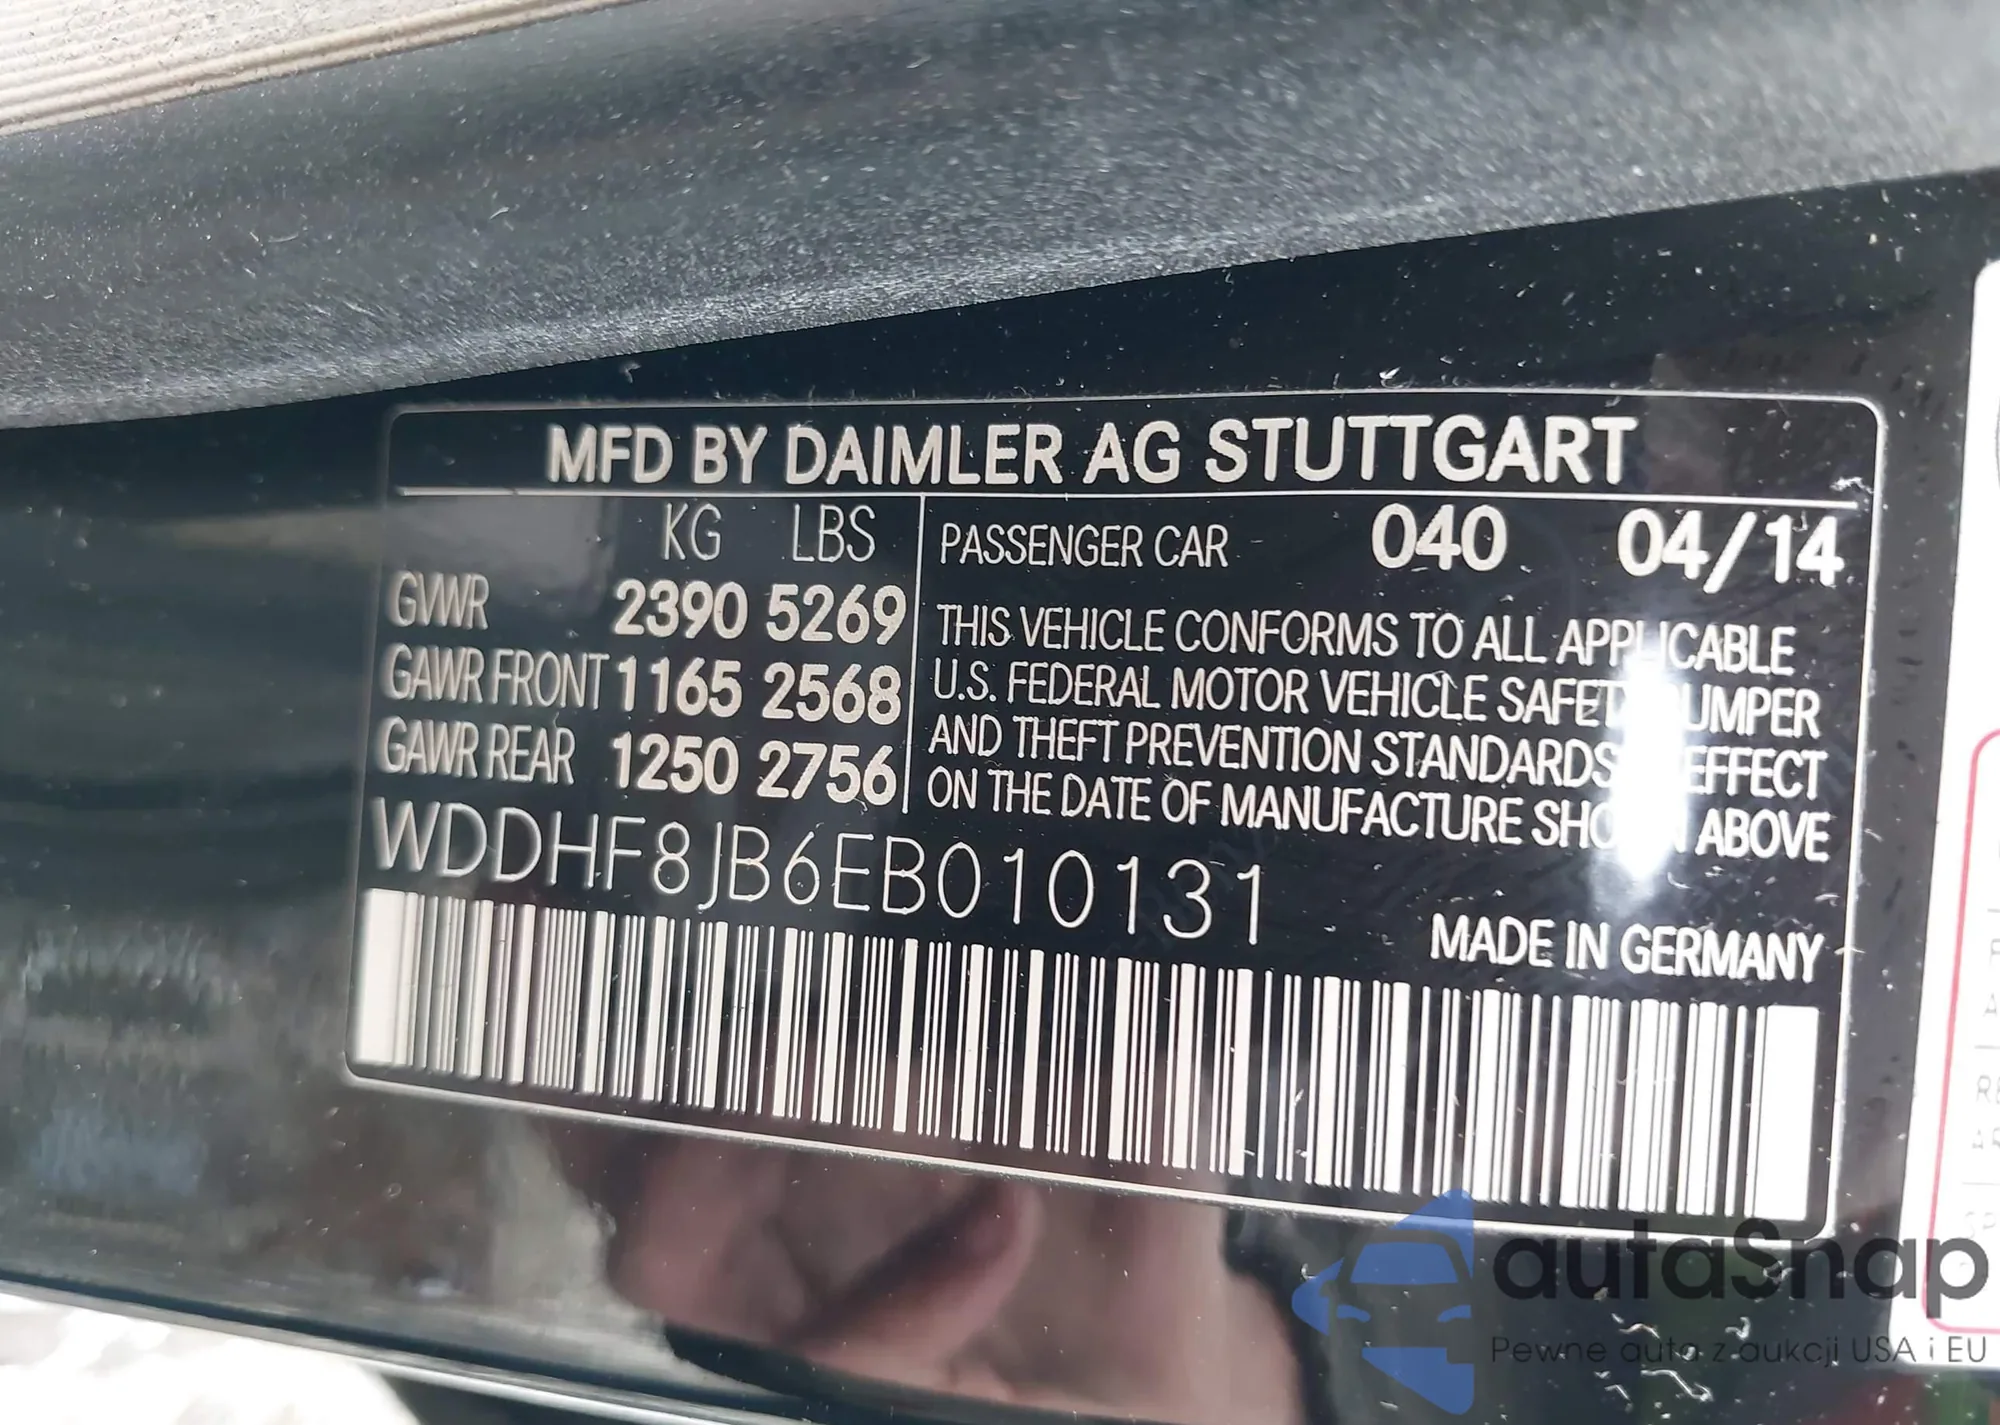 MFD BY DAIMLER AG STUTTGART
KG LBS
GVWR 2390 5269
GAWR FRONT 1165 2568
GAWR REAR 1250 2756
PASSENGER CAR 040 04/14
THIS VEHICLE CONFORMS TO ALL APPLICABLE
U.S. FEDERAL MOTOR VEHICLE SAFETY BUMPER
AND THEFT PREVENTION STANDARDS EFFECT
ON THE DATE OF MANUFACTURE SHOWN ABOVE
WDDHF8JB6EB010131
MADE IN GERMANY
autaSnap
Pewne auta z aukcji USA i EU